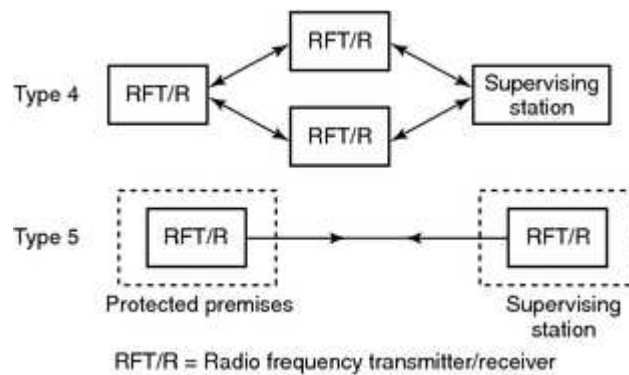 RFT/R
Type 4
RFT/R
Supervising
station
RFT/R
Type 5
RFT/R
RFT/R
Protected premises
Supervising
station
RFT/R = Radio frequency transmitter/receiver